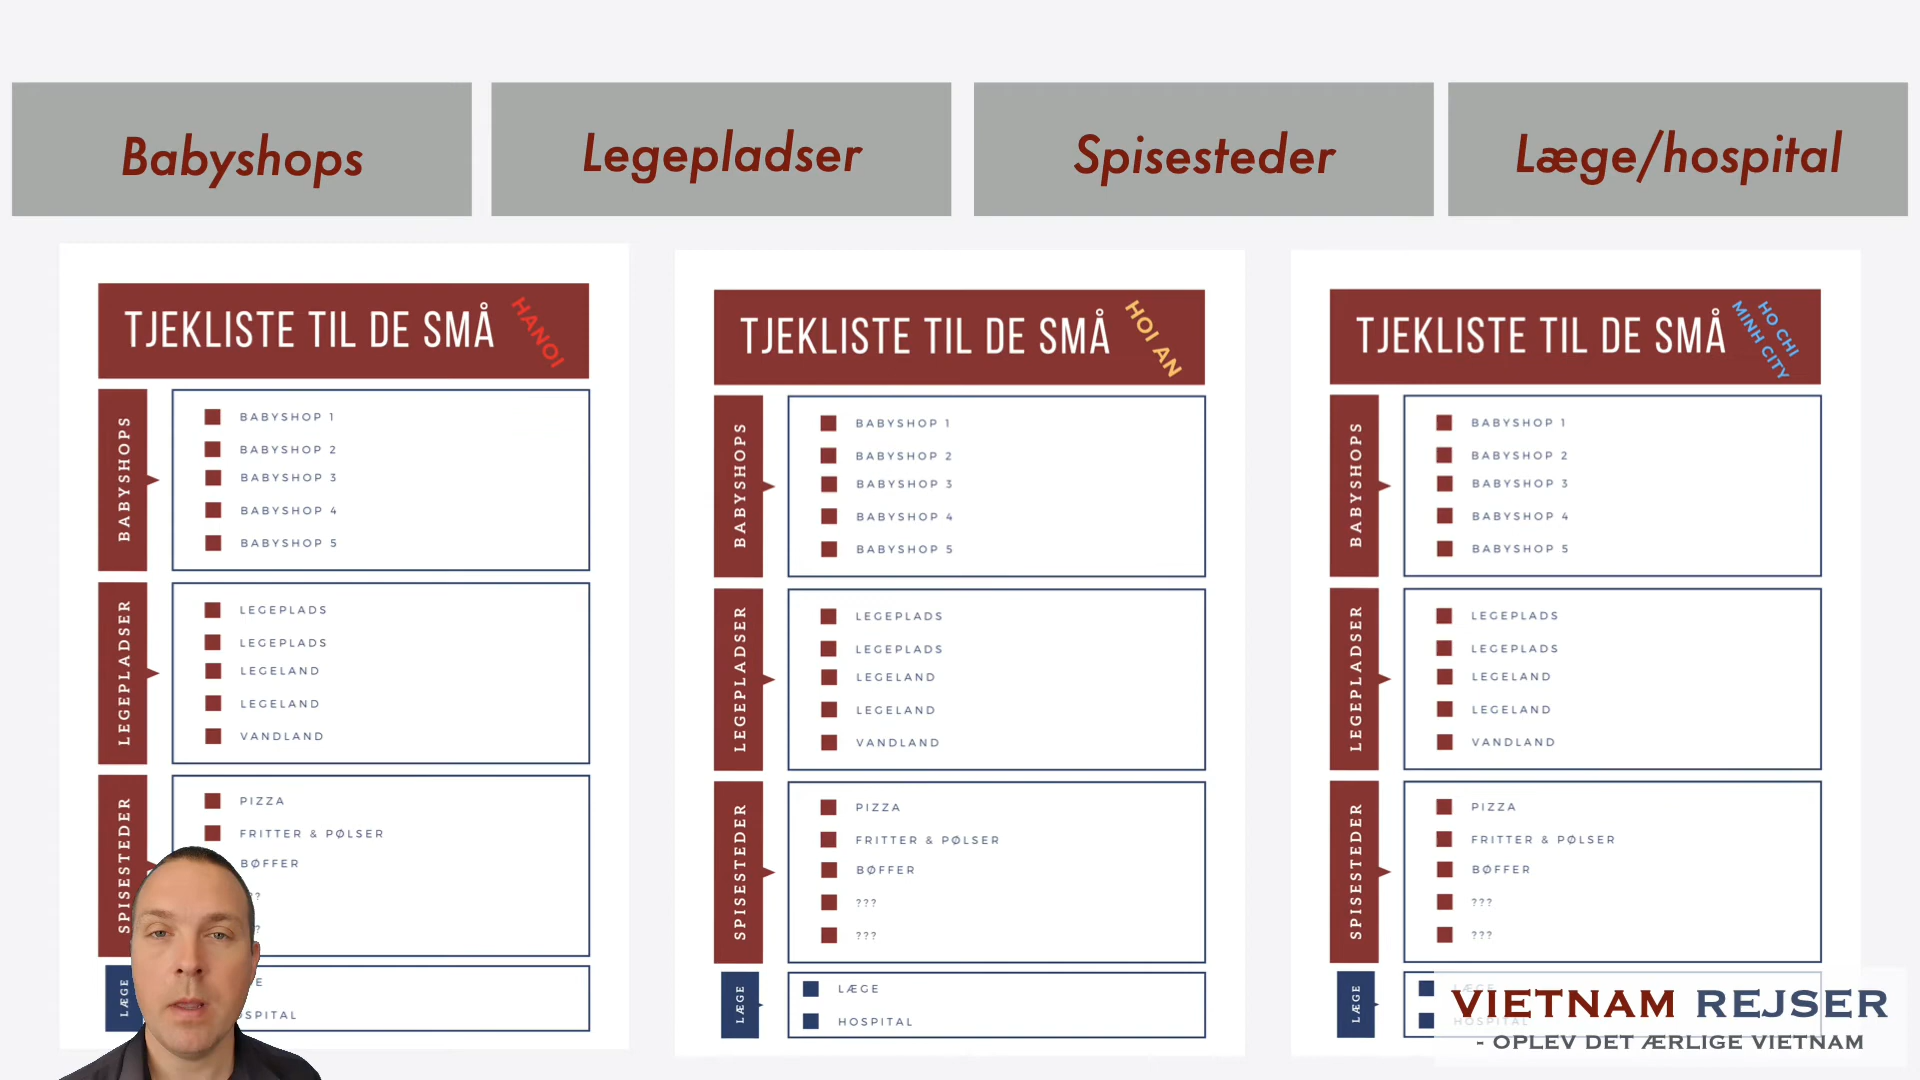 Babyshops
Legepladser
Spisesteder
Læge/hospital
TJEKLISTE TIL DE SMÅ
HANOI
BABYSHOPS
BABYSHOP 1
BABYSHOP 2
BABYSHOP 3
BABYSHOP 4
BABYSHOP 5
LEGEPLADSER
LEGEPLADS
LEGEPLADS
LEGELAND
LEGELAND
VANDLAND
SPISESTEDER
PIZZA
FRITTER & PØLSER
BØFFER
LÆGE
TJEKLISTE TIL DE SMÅ
HOI AN
BABYSHOPS
BABYSHOP 1
BABYSHOP 2
BABYSHOP 3
BABYSHOP 4
BABYSHOP 5
LEGEPLADSER
LEGEPLADS
LEGEPLADS
LEGELAND
LEGELAND
VANDLAND
SPISESTEDER
PIZZA
FRITTER & PØLSER
BØFFER
???
???
LÆGE
LÆGE
HOSPITAL
TJEKLISTE TIL DE SMÅ
HO CHI
MINH CITY
BABYSHOPS
BABYSHOP 1
BABYSHOP 2
BABYSHOP 3
BABYSHOP 4
BABYSHOP 5
LEGEPLADSER
LEGEPLADS
LEGEPLADS
LEGELAND
LEGELAND
VANDLAND
SPISESTEDER
PIZZA
FRITTER & PØLSER
BØFFER
???
???
LÆGE
LÆGE
HOSPITAL
VIETNAM REJSER
- OPLEV DET ÆRLIGE VIETNAM